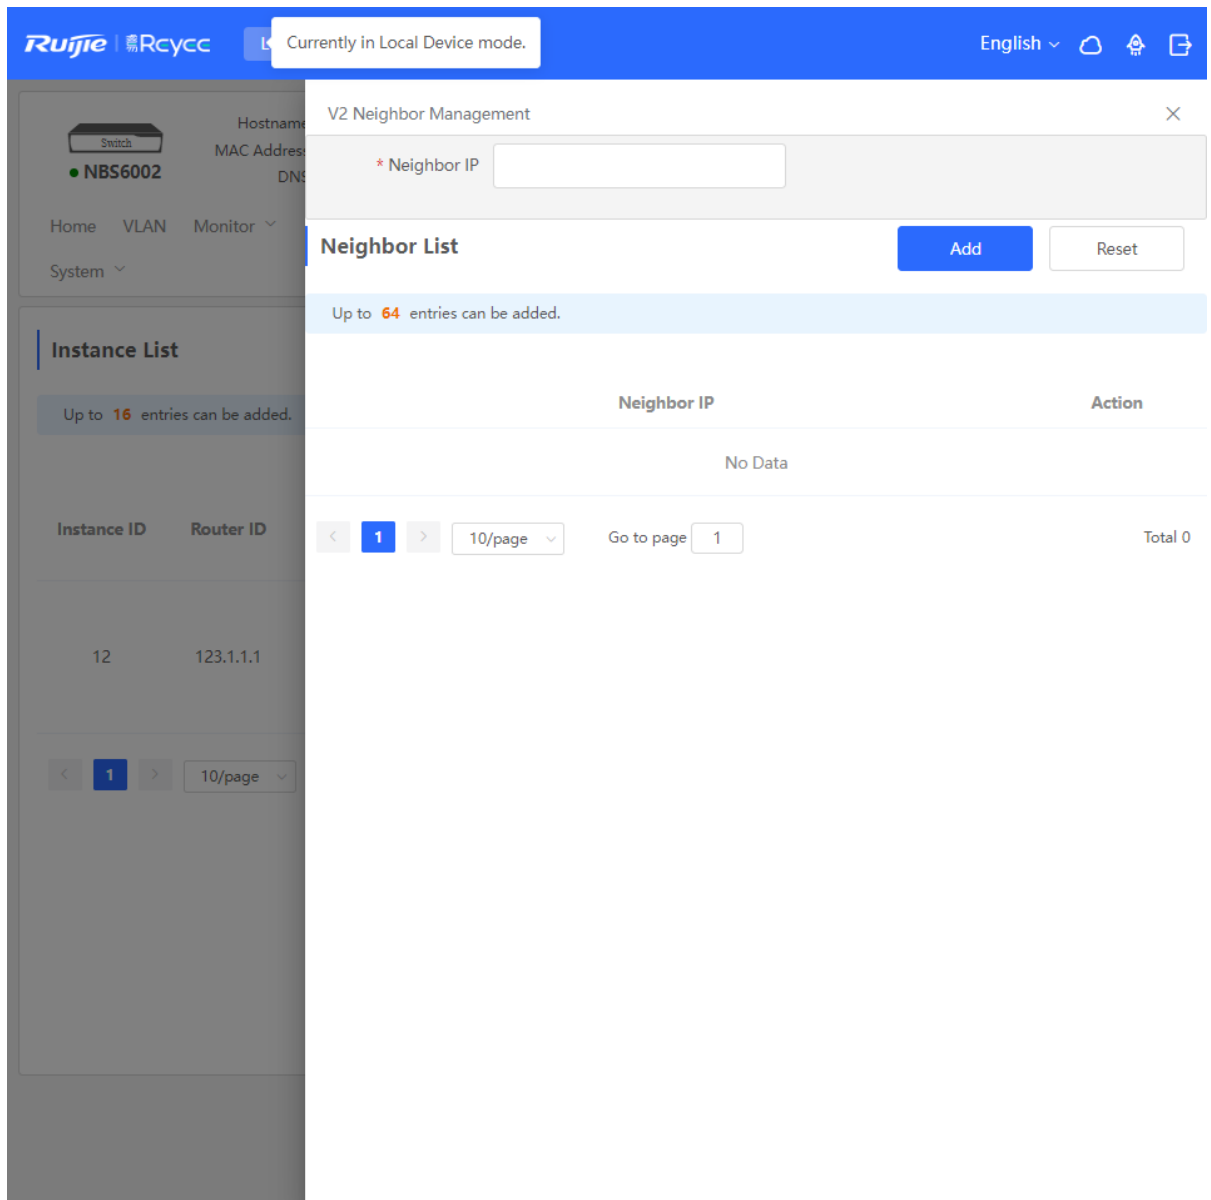 Ruijie | 睿易 Reyee
Currently in Local Device mode.
English
V2 Neighbor Management
Switch
NBS6002
Hostname
MAC Address
DNS
* Neighbor IP
Home VLAN Monitor
System
Neighbor List
Add Reset
Up to 64 entries can be added.
Instance List
Up to 16 entries can be added.
Neighbor IP Action
No Data
Instance ID Router ID
1 10/page Go to page 1 Total 0
12 123.1.1.1
1 10/page